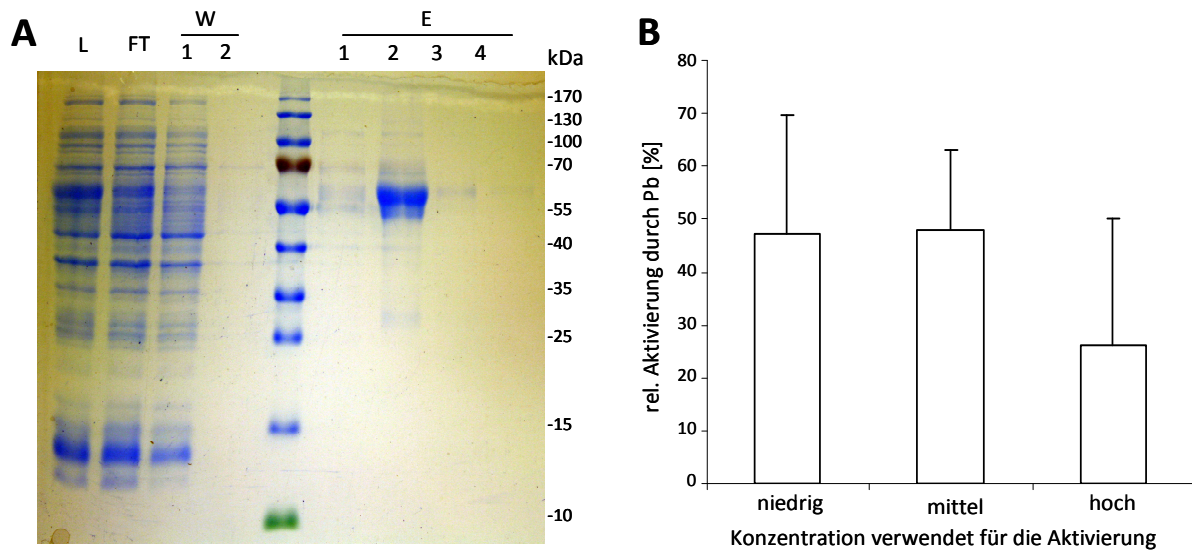 A
L FT W E
1 2 1 2 3 4
kDa
-170
-130
-100
-70
-55
-40
-35
-25
-15
-10
B
rel. Aktivierung durch Pb [%]
80
70
60
50
40
30
20
10
0
niedrig mittel hoch
Konzentration verwendet für die Aktivierung